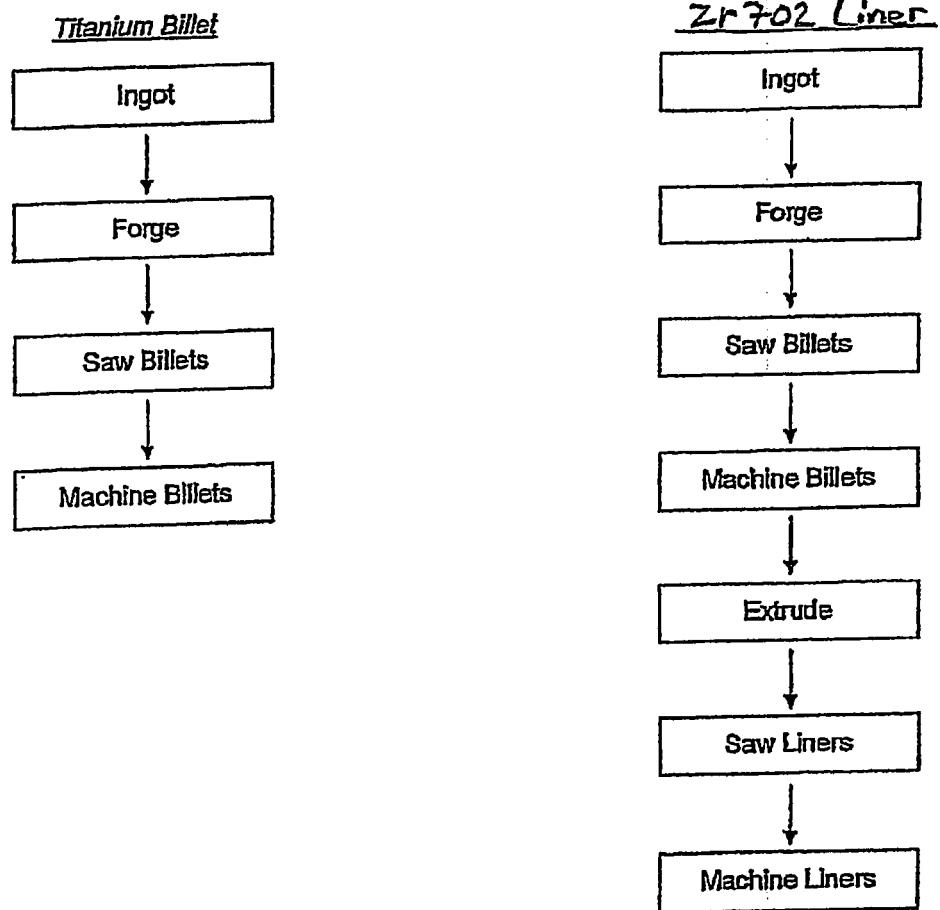 Titanium Billet
Ingot
Forge
Saw Billets
Machine Billets
Zr702 Liner
Ingot
Forge
Saw Billets
Machine Billets
Extrude
Saw Liners
Machine Liners